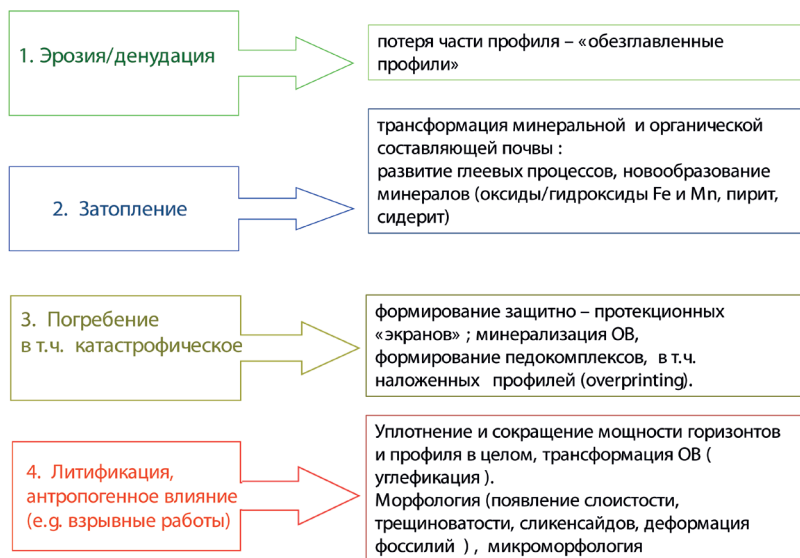 1. Эрозия/денудация
потеря части профиля – «обезглавленные
профили»
2. Затопление
трансформация минеральной и органической
составляющей почвы :
развитие глеевых процессов, новообразование
минералов (оксиды/гидроксиды Fe и Mn, пирит,
сидерит)
3. Погребение
в т.ч. катастрофическое
формирование защитно – протекционных
«экранов» ; минерализация ОВ,
формирование педокомплексов, в т.ч.
наложенных профилей (overprinting).
4. Литификация,
антропогенное влияние
(e.g. взрывные работы)
Уплотнение и сокращение мощности горизонтов
и профиля в целом, трансформация ОВ (
углефикация ).
Морфология (появление слоистости,
трещиноватости, сликенсайдов, деформация
фоссилий ) , микроморфология